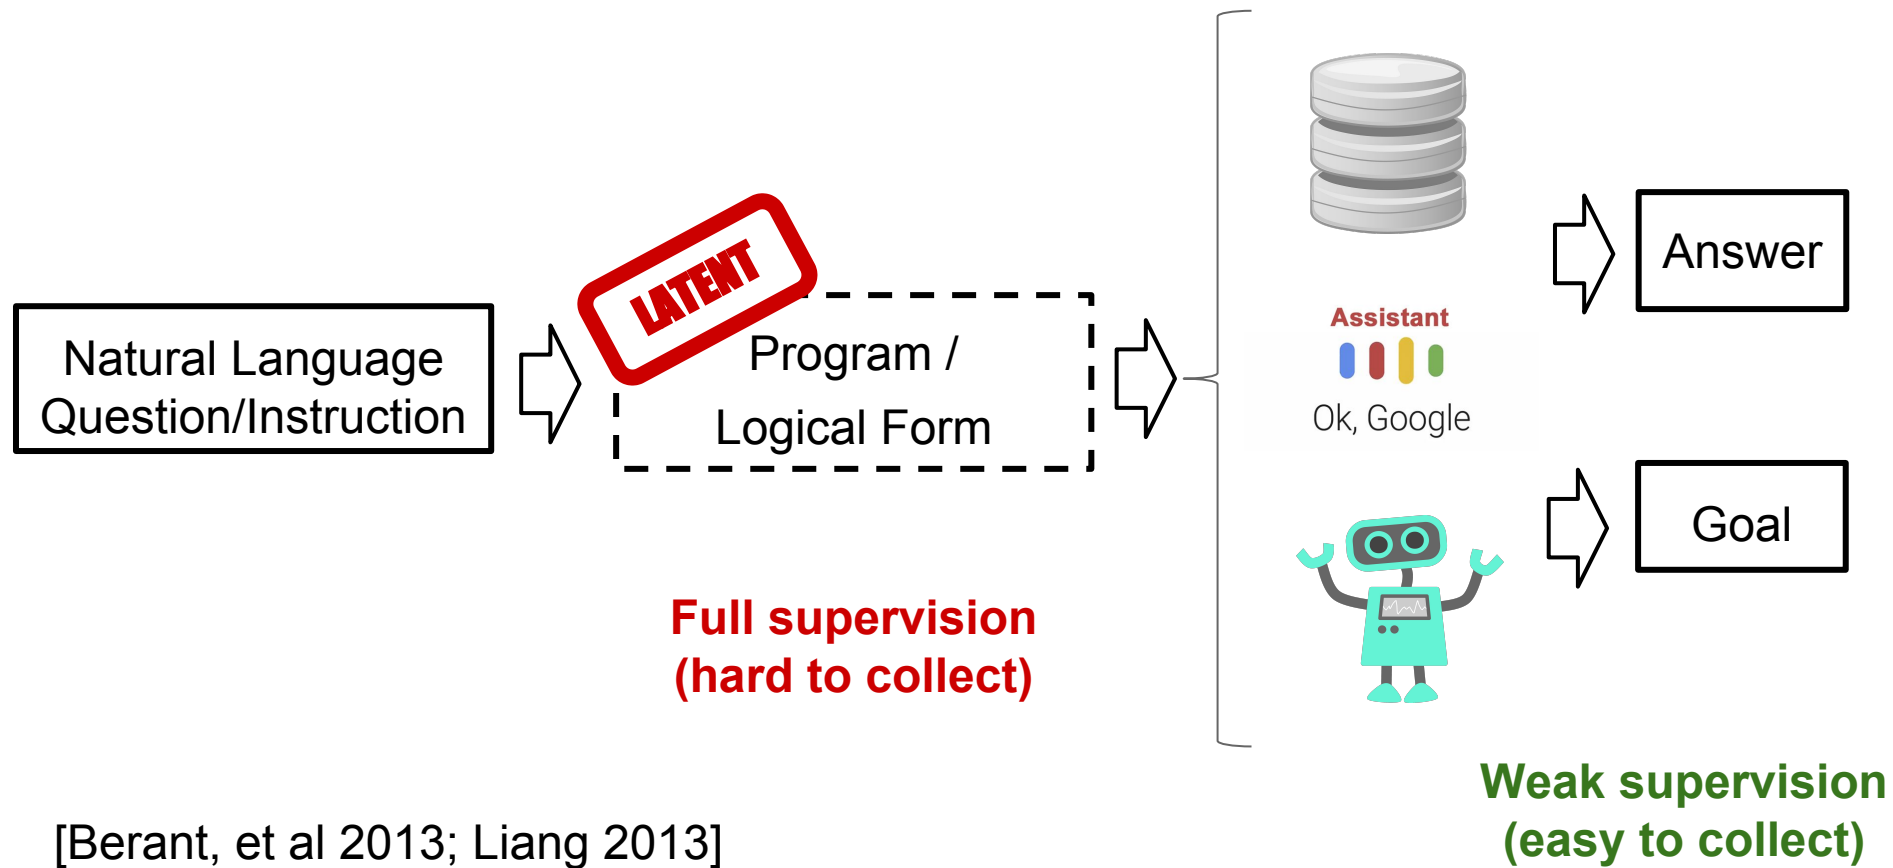 Natural Language
Question/Instruction
LATENT
Program /
Logical Form
Assistant
Ok, Google
Answer
Goal
Full supervision
(hard to collect)
Weak supervision
(easy to collect)
[Berant, et al 2013; Liang 2013]